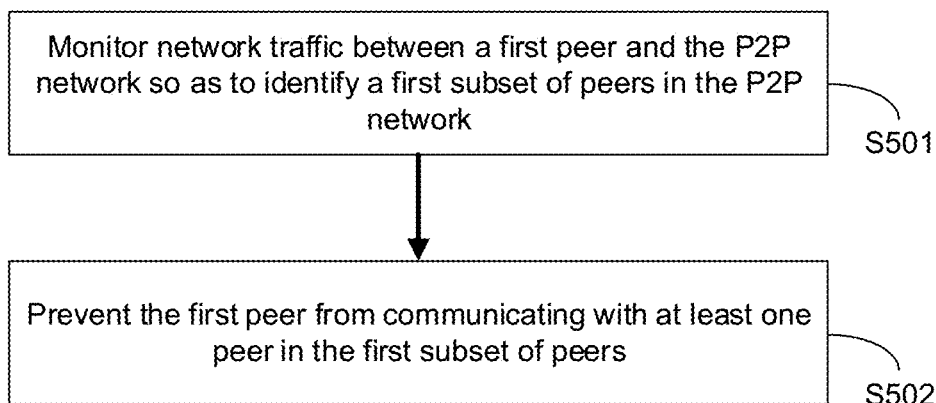 Monitor network traffic between a first peer and the P2P
network so as to identify a first subset of peers in the P2P
network
S501
Prevent the first peer from communicating with at least one
peer in the first subset of peers
S502